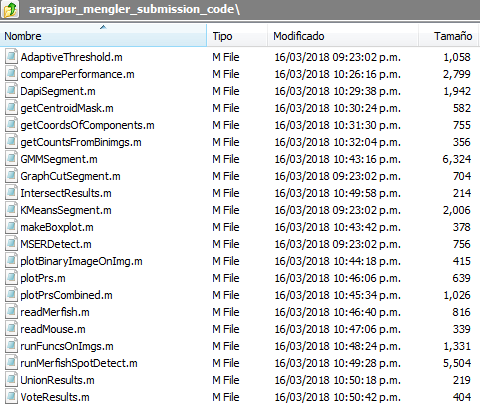 arrajpur_mengler_submission_code\
Nombre Tipo Modificado Tamaño
AdaptiveThreshold.m M File 16/03/2018 09:23:02 p.m. 1,058
comparePerformance.m M File 16/03/2018 10:26:16 p.m. 2,799
DapiSegment.m M File 16/03/2018 10:29:38 p.m. 1,942
getCentroidMask.m M File 16/03/2018 10:30:24 p.m. 582
getCoordsOfComponents.m M File 16/03/2018 10:31:30 p.m. 755
getCountsFromBinimgs.m M File 16/03/2018 10:32:04 p.m. 356
GMMSegment.m M File 16/03/2018 10:43:16 p.m. 6,324
GraphCutSegment.m M File 16/03/2018 09:23:02 p.m. 704
IntersectResults.m M File 16/03/2018 10:49:58 p.m. 214
KMeansSegment.m M File 16/03/2018 09:23:02 p.m. 2,006
makeBoxplot.m M File 16/03/2018 10:43:42 p.m. 378
MSERDetect.m M File 16/03/2018 09:23:02 p.m. 756
plotBinaryImageOnImg.m M File 16/03/2018 10:44:18 p.m. 415
plotPrs.m M File 16/03/2018 10:46:06 p.m. 639
plotPrsCombined.m M File 16/03/2018 10:45:34 p.m. 1,026
readMerfish.m M File 16/03/2018 10:46:40 p.m. 816
readMouse.m M File 16/03/2018 10:47:06 p.m. 339
runFuncsOnImgs.m M File 16/03/2018 10:48:24 p.m. 1,331
runMerfishSpotDetect.m M File 16/03/2018 10:49:28 p.m. 5,504
UnionResults.m M File 16/03/2018 10:50:18 p.m. 219
VoteResults.m M File 16/03/2018 10:50:42 p.m. 404